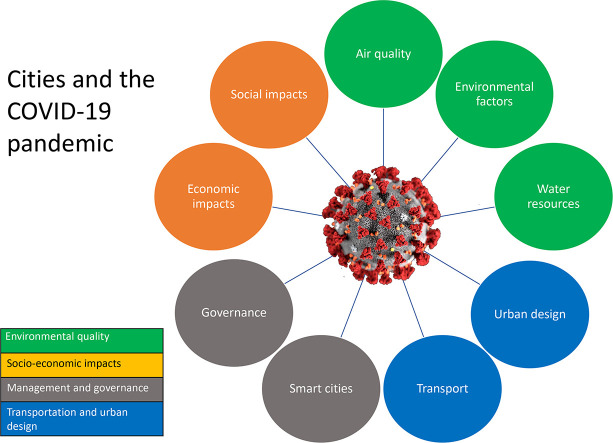 Cities and the
COVID-19
pandemic
Air quality
Environmental
factors
Water
resources
Urban design
Transport
Smart cities
Governance
Economic
impacts
Social impacts
Environmental quality
Socio-economic impacts
Management and governance
Transportation and urban
design